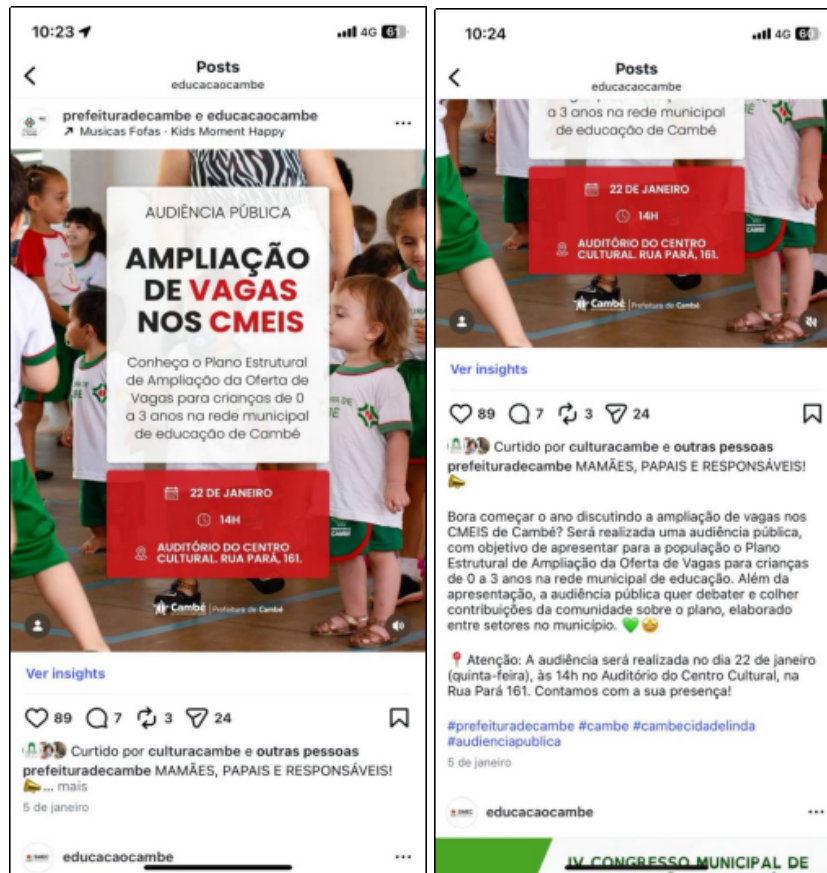 10:23
4G 61
Posts
educacaocambe
prefeituradecambe e educacaocambe
Musicas Fofas · Kids Moment Happy
AUDIÊNCIA PÚBLICA
AMPLIAÇÃO
DE VAGAS
NOS CMEIS
Conheça o Plano Estrutural
de Ampliação da Oferta de
Vagas para crianças de 0
a 3 anos na rede municipal
de educação de Cambé
22 DE JANEIRO
14H
AUDITÓRIO DO CENTRO
CULTURAL. RUA PARÁ, 161.
Cambé Prefeitura de Cambé
Ver insights
89 7 3 24
Curtido por culturacambe e outras pessoas
prefeituradecambe MAMÃES, PAPAIS E RESPONSÁVEIS!
... mais
5 de janeiro
educacaocambe
10:24
4G 60
Posts
educacaocambe
a 3 anos na rede municipal
de educação de Cambé
22 DE JANEIRO
14H
AUDITÓRIO DO CENTRO
CULTURAL. RUA PARÁ, 161.
Cambé Prefeitura de Cambé
Ver insights
89 7 3 24
Curtido por culturacambe e outras pessoas
prefeituradecambe MAMÃES, PAPAIS E RESPONSÁVEIS!
Bora começar o ano discutindo a ampliação de vagas nos
CMEIS de Cambé? Será realizada uma audiência pública,
com objetivo de apresentar para a população o Plano
Estrutural de Ampliação da Oferta de Vagas para crianças
de 0 a 3 anos na rede municipal de educação. Além da
apresentação, a audiência pública quer debater e colher
contribuições da comunidade sobre o plano, elaborado
entre setores no município. 💚🤩
📍 Atenção: A audiência será realizada no dia 22 de janeiro
(quinta-feira), às 14h no Auditório do Centro Cultural, na
Rua Pará 161. Contamos com a sua presença!
#prefeituradecambe #cambe #cambecidadelinda
#audienciapublica
5 de janeiro
educacaocambe
IV CONGRESSO MUNICIPAL DE